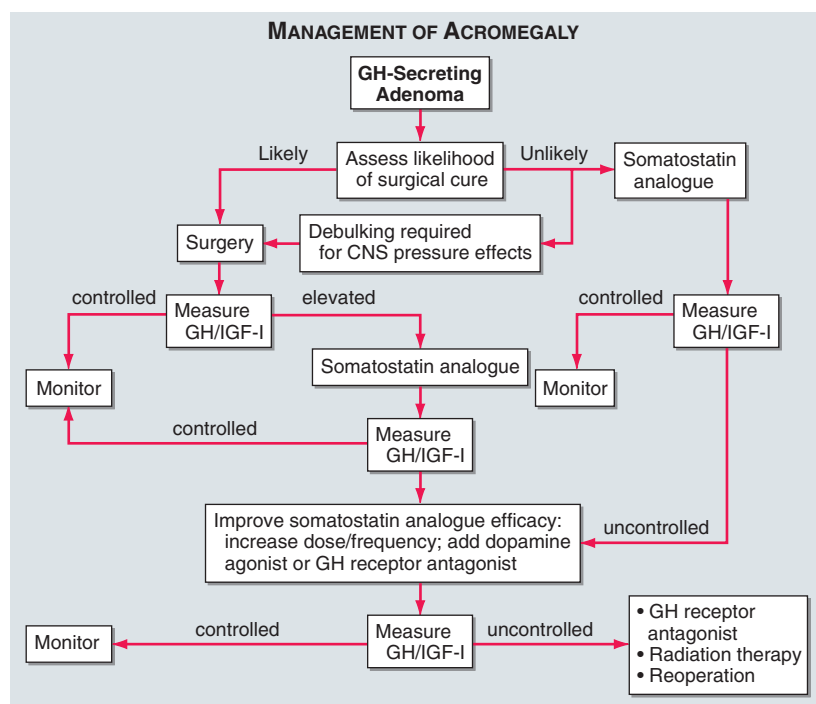 MANAGEMENT OF ACROMEGALY
GH-Secreting
Adenoma
Likely
Assess likelihood
of surgical cure
Unlikely
Somatostatin
analogue
Surgery
Debulking required
for CNS pressure effects
controlled
Measure
GH/IGF-I
elevated
controlled
Measure
GH/IGF-I
Monitor
Somatostatin analogue
Monitor
controlled
Measure
GH/IGF-I
Improve somatostatin analogue efficacy:
increase dose/frequency; add dopamine
agonist or GH receptor antagonist
uncontrolled
Monitor
controlled
Measure
GH/IGF-I
uncontrolled
• GH receptor
antagonist
• Radiation therapy
• Reoperation